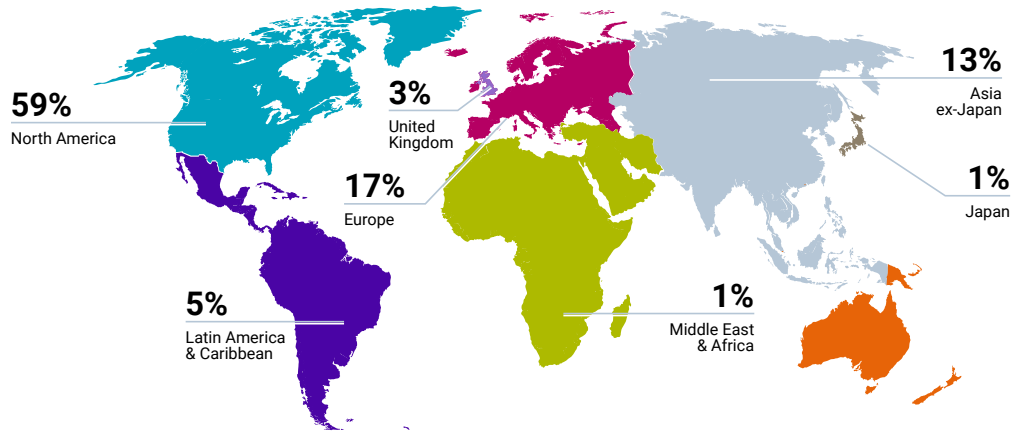 59%
North America
3%
United
Kingdom
17%
Europe
5%
Latin America
& Caribbean
1%
Middle East
& Africa
13%
Asia
ex-Japan
1%
Japan